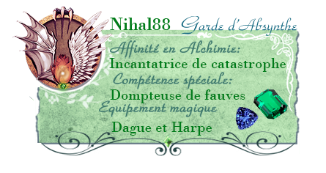 Nihal88 Garde d'Absynthe
Affinité en Alchimie:
Incantatrice de catastrophe
Compétence spéciale:
Dompteuse de fauves
Equipement magique
Dague et Harpe